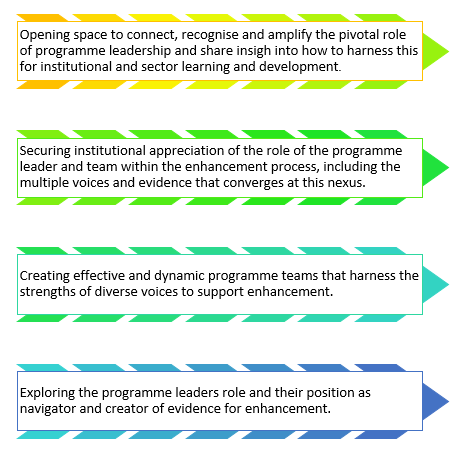 Opening space to connect, recognise and amplify the pivotal role
of programme leadership and share insigh into how to harness this
for institutional and sector learning and development.
Securing institutional appreciation of the role of the programme
leader and team within the enhancement process, including the
multiple voices and evidence that converges at this nexus.
Creating effective and dynamic programme teams that harness the
strengths of diverse voices to support enhancement.
Exploring the programme leaders role and their position as
navigator and creator of evidence for enhancement.